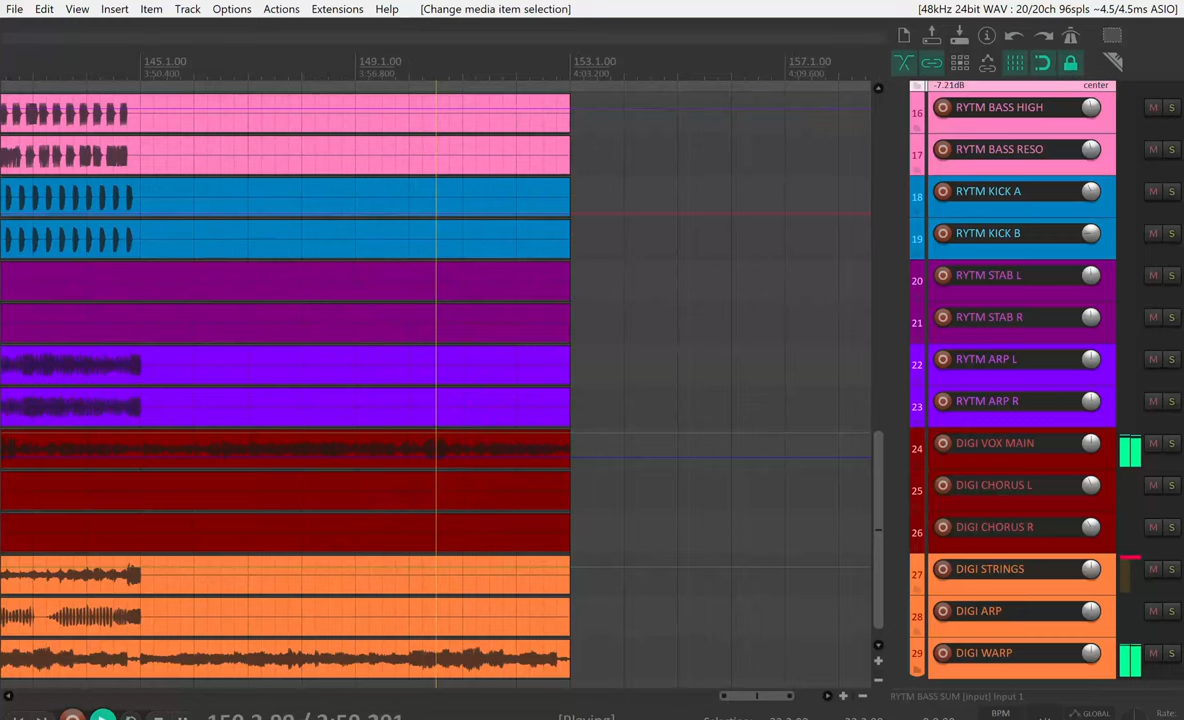 File Edit View Insert Item Track Options Actions Extensions Help [Change media item selection] [48kHz 24bit WAV : 20/20ch 96spls ~4.5/4.5ms ASIO]
145.1.00 149.1.00 153.1.00 157.1.00
3:50.400 3:56.800 4:03.200 4:09.600
-7.21dB center
16 RYTM BASS HIGH M S
17 RYTM BASS RESO M S
18 RYTM KICK A M S
19 RYTM KICK B M S
20 RYTM STAB L M S
21 RYTM STAB R M S
22 RYTM ARP L M S
23 RYTM ARP R M S
24 DIGI VOX MAIN M S
25 DIGI CHORUS L M S
26 DIGI CHORUS R M S
27 DIGI STRINGS M S
28 DIGI ARP M S
29 DIGI WARP M S
RYTM BASS SUM [input] Input 1
[Playing] BPM GLOBAL Rate: